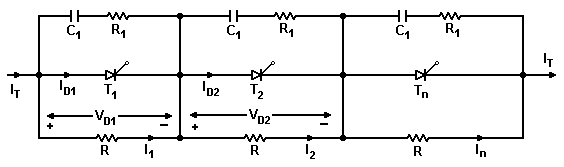 C1 R1 C1 R1 C1 R1
IT ID1 T1 ID2 T2 Tn IT
VD1 VD2
+ − + −
R I1 R I2 R In